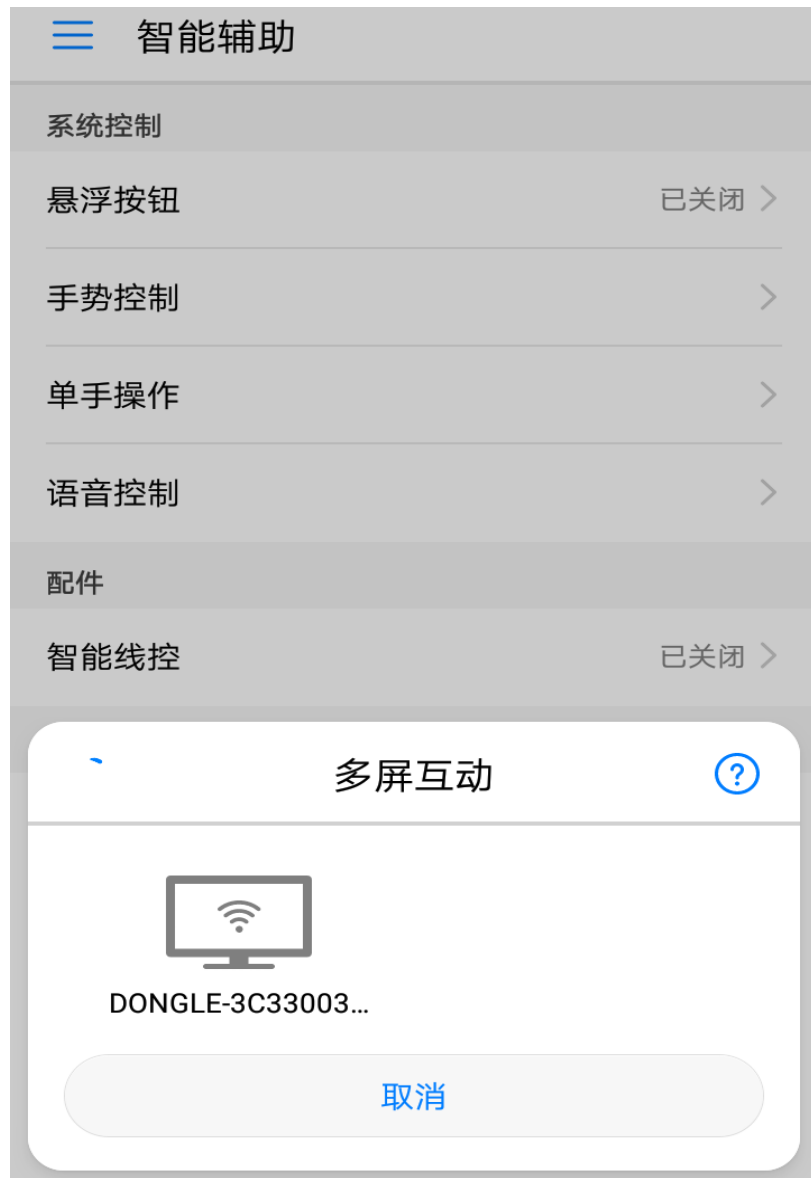 智能辅助
系统控制
悬浮按钮 已关闭
手势控制
单手操作
语音控制
配件
智能线控 已关闭
多屏互动 ?
DONGLE-3C33003...
取消